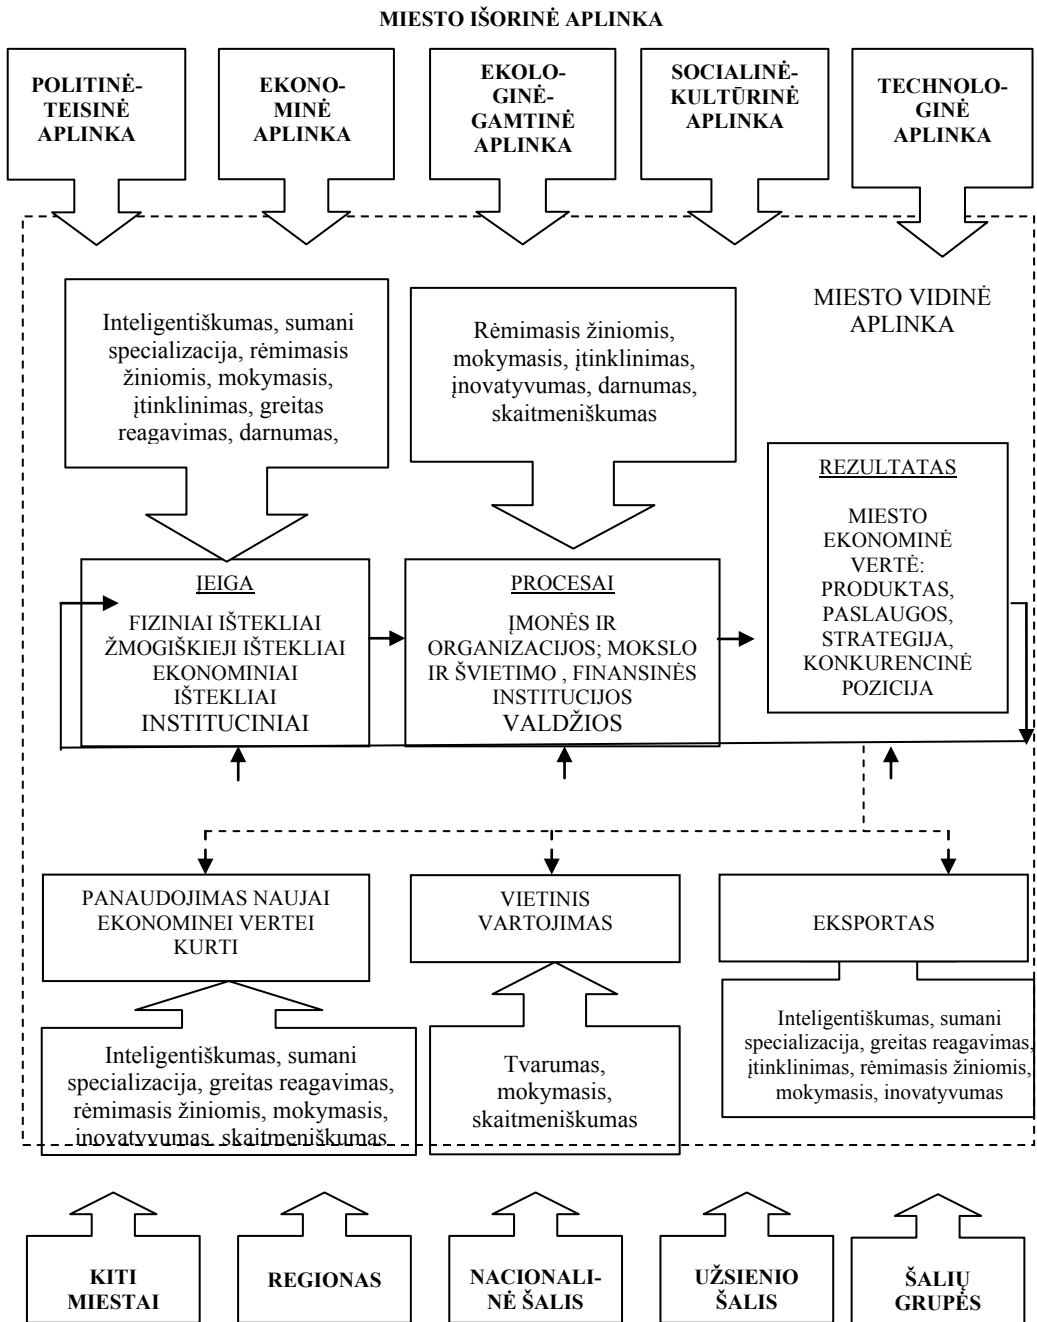 MIESTO IŠORINĖ APLINKA
POLITINĖ-
TEISINĖ
APLINKA
EKONO-
MINĖ
APLINKA
EKOLO-
GINĖ-
GAMTINĖ
APLINKA
SOCIALINĖ-
KULTŪRINĖ
APLINKA
TECHNOLO-
GINĖ
APLINKA
MIESTO VIDINĖ
APLINKA
Inteligentiškumas, sumani
specializacija, rėmimasis
žiniomis, mokymasis,
įtinklinimas, greitas
reagavimas, darnumas,
Rėmimasis žiniomis,
mokymasis, įtinklinimas,
įnovatyvumas, darnumas,
skaitmeniškumas
ĮEIGA
FIZINIAI IŠTEKLIAI
ŽMOGIŠKIEJI IŠTEKLIAI
EKONOMINIAI
IŠTEKLIAI
INSTITUCINIAI
PROCESAI
ĮMONĖS IR
ORGANIZACIJOS; MOKSLO
IR ŠVIETIMO , FINANSINĖS
INSTITUCIJOS
VALDŽIOS
REZULTATAS
MIESTO
EKONOMINĖ
VERTĖ:
PRODUKTAS,
PASLAUGOS,
STRATEGIJA,
KONKURENCINĖ
POZICIJA
PANAUDOJIMAS NAUJAI
EKONOMINEI VERTEI
KURTI
VIETINIS
VARTOJIMAS
EKSPORTAS
Inteligentiškumas, sumani
specializacija, greitas reagavimas,
rėmimasis žiniomis, mokymasis,
inovatyvumas, skaitmeniškumas
Tvarumas,
mokymasis,
skaitmeniškumas
Inteligentiškumas, sumani
specializacija, greitas reagavimas,
įtinklinimas, rėmimasis žiniomis,
mokymasis, inovatyvumas
KITI
MIESTAI
REGIONAS
NACIONALI-
NĖ ŠALIS
UŽSIENIO
ŠALIS
ŠALIŲ
GRUPĖS